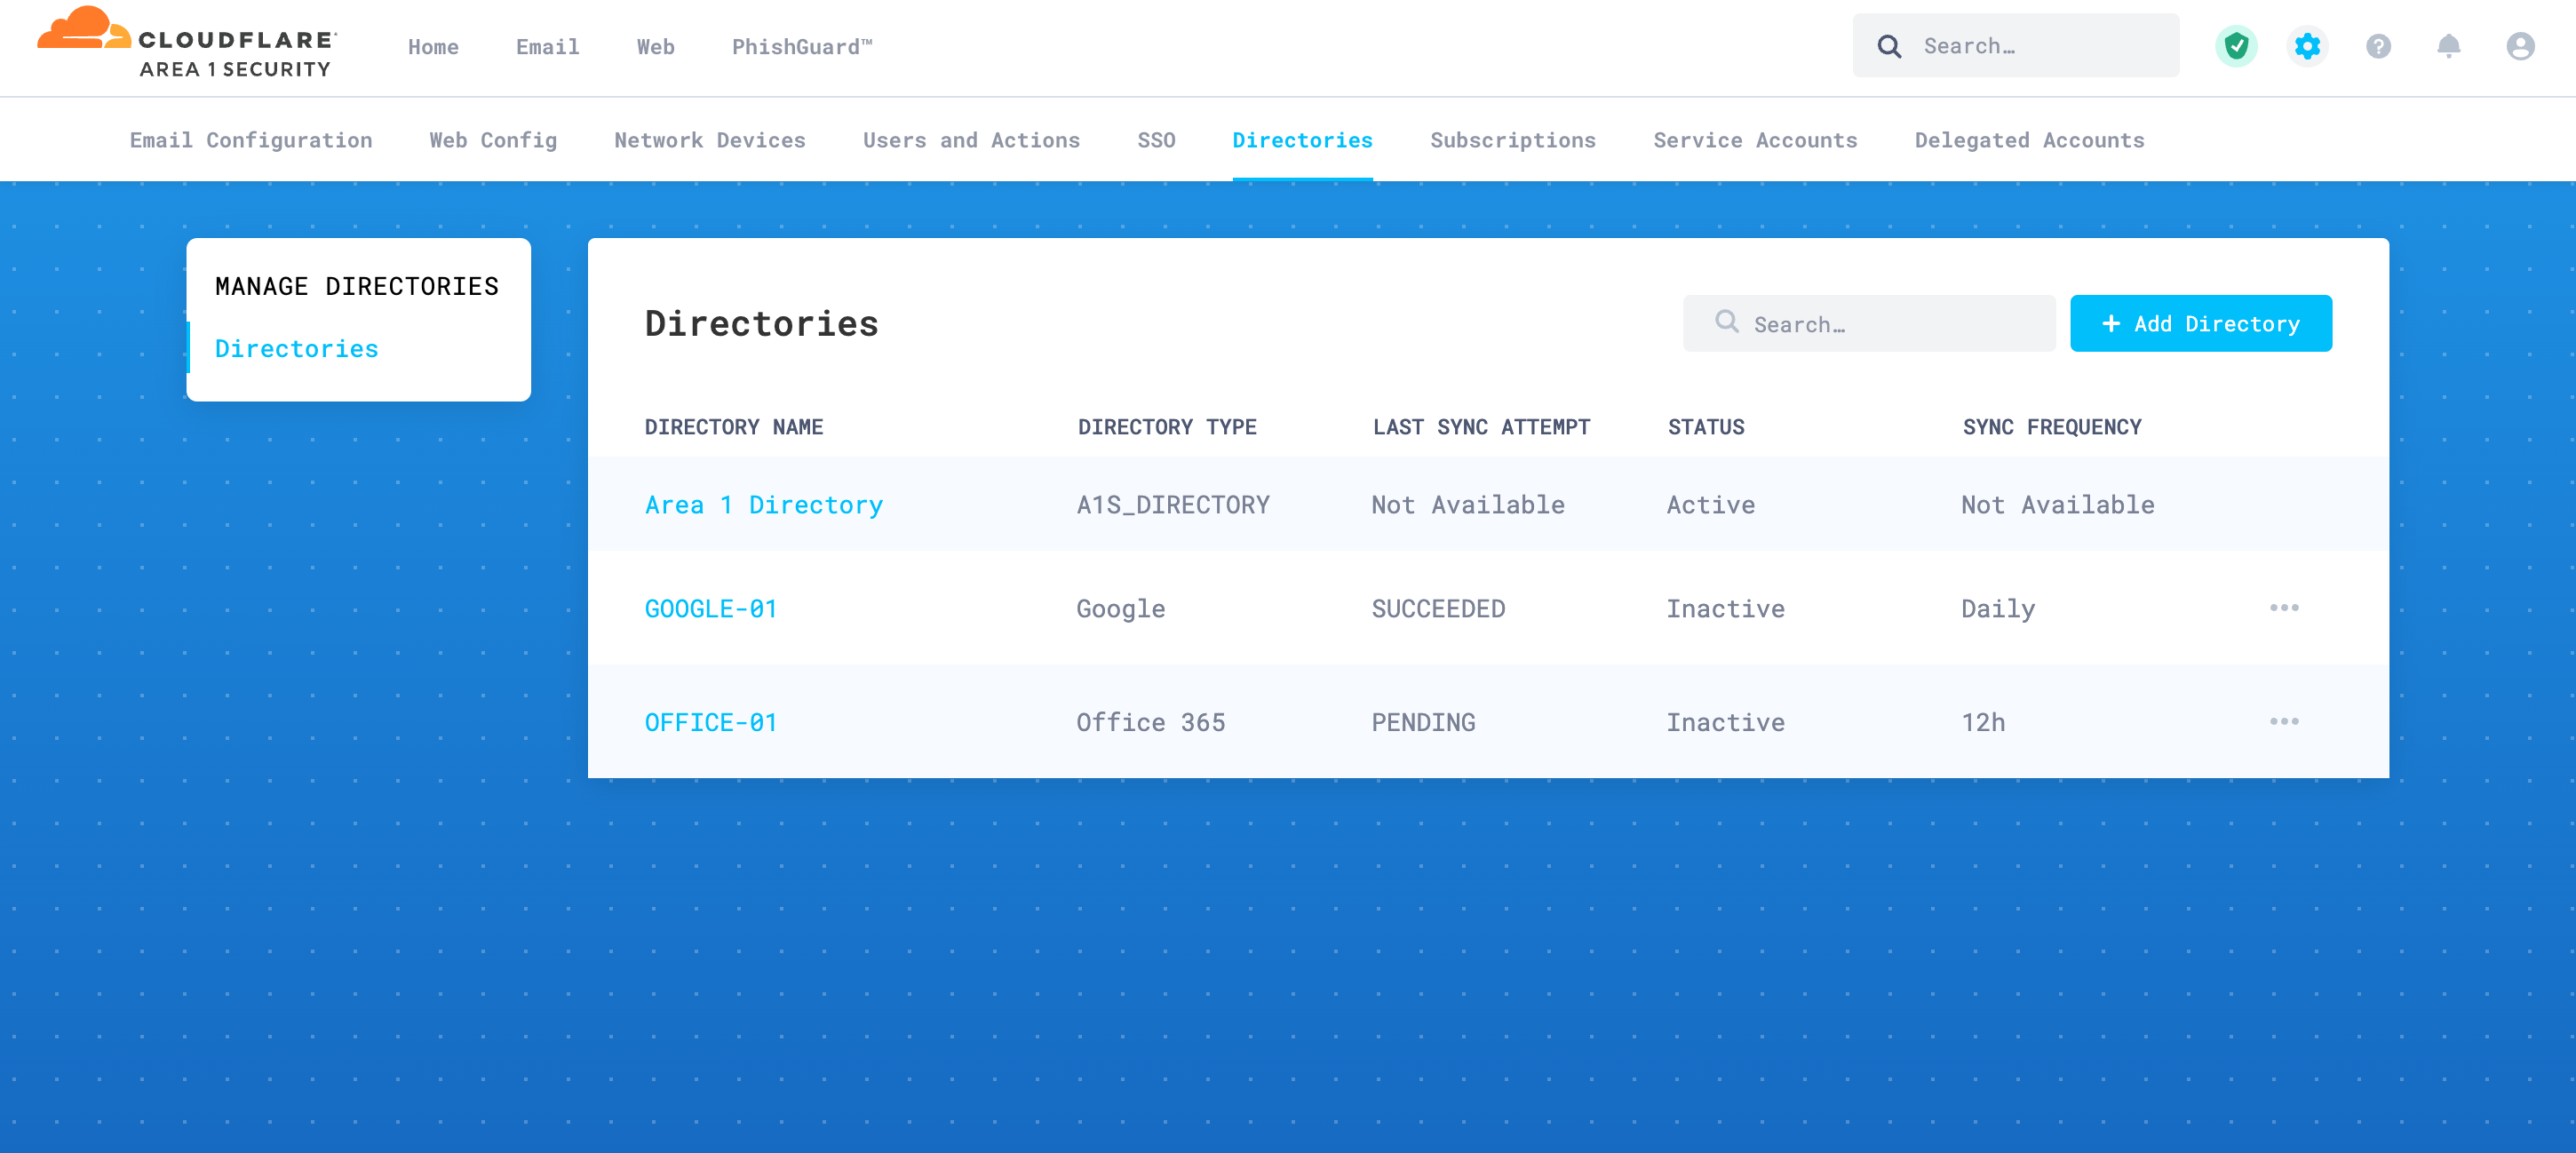 CLOUDFLARE
AREA 1 SECURITY
Home Email Web PhishGuard™
Search…
Email Configuration Web Config Network Devices Users and Actions SSO Directories Subscriptions Service Accounts Delegated Accounts
MANAGE DIRECTORIES
Directories
Directories
Search…
+ Add Directory
DIRECTORY NAME DIRECTORY TYPE LAST SYNC ATTEMPT STATUS SYNC FREQUENCY
Area 1 Directory A1S_DIRECTORY Not Available Active Not Available
GOOGLE-01 Google SUCCEEDED Inactive Daily
OFFICE-01 Office 365 PENDING Inactive 12h